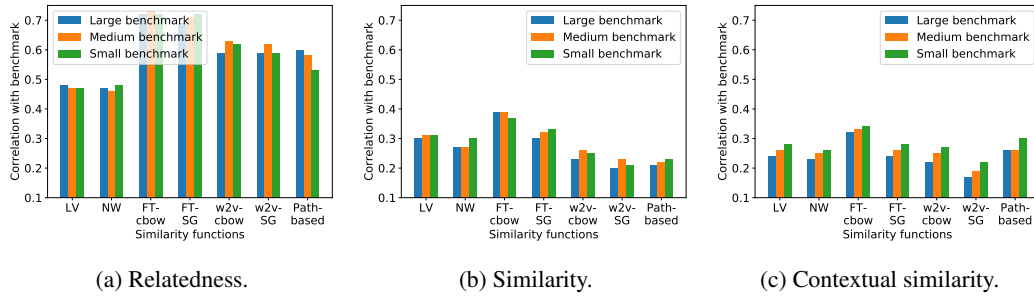 Correlation with benchmark
0.7
0.6
0.5
0.4
0.3
0.2
0.1
Large benchmark
Medium benchmark
Small benchmark
LV NW FT-cbow FT-SG w2v-cbow w2v-SG Path-based
Similarity functions
(a) Relatedness.
Correlation with benchmark
0.7
0.6
0.5
0.4
0.3
0.2
0.1
Large benchmark
Medium benchmark
Small benchmark
LV NW FT-cbow FT-SG w2v-cbow w2v-SG Path-based
Similarity functions
(b) Similarity.
Correlation with benchmark
0.7
0.6
0.5
0.4
0.3
0.2
0.1
Large benchmark
Medium benchmark
Small benchmark
LV NW FT-cbow FT-SG w2v-cbow w2v-SG Path-based
Similarity functions
(c) Contextual similarity.